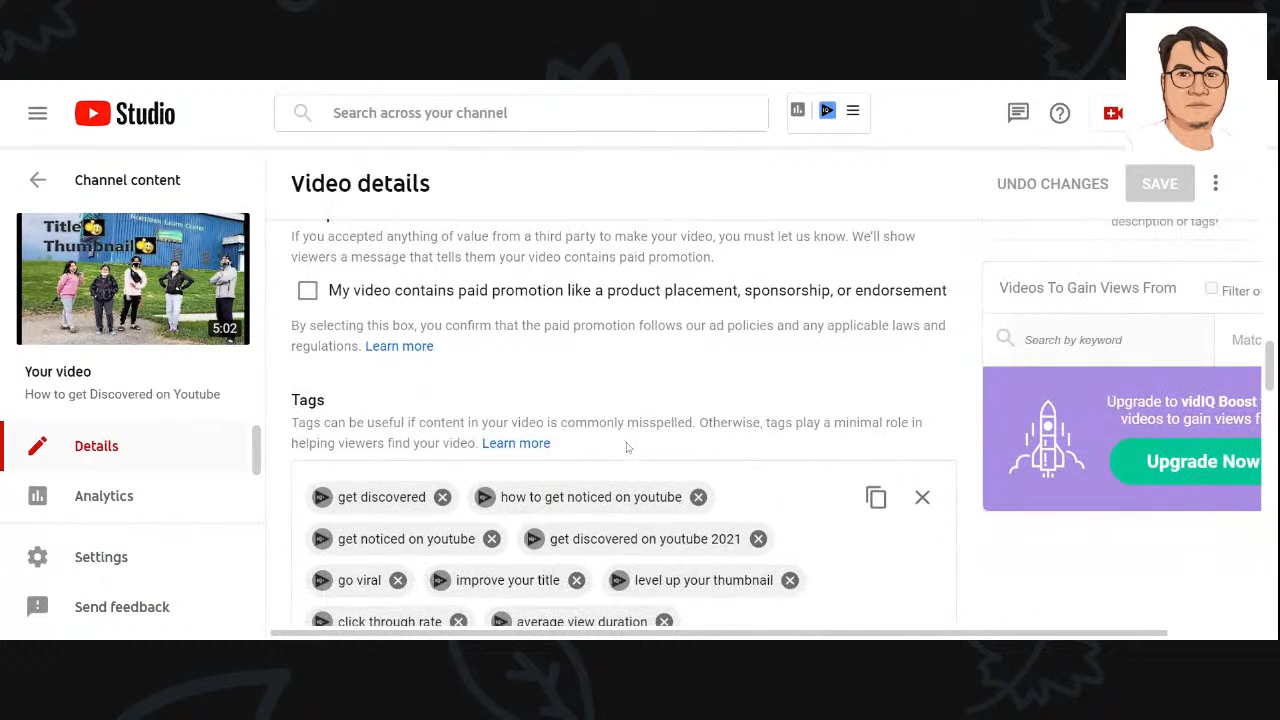 Studio
Search across your channel
Channel content
Video details
UNDO CHANGES
SAVE
Title
Thumbnail
5:02
Your video
How to get Discovered on Youtube
Details
Analytics
Settings
Send feedback
If you accepted anything of value from a third party to make your video, you must let us know. We'll show
viewers a message that tells them your video contains paid promotion.
My video contains paid promotion like a product placement, sponsorship, or endorsement
By selecting this box, you confirm that the paid promotion follows our ad policies and any applicable laws and
regulations. Learn more
Tags
Tags can be useful if content in your video is commonly misspelled. Otherwise, tags play a minimal role in
helping viewers find your video. Learn more
get discovered
how to get noticed on youtube
get noticed on youtube
get discovered on youtube 2021
go viral
improve your title
level up your thumbnail
click through rate
average view duration
description or tags!
Videos To Gain Views From
Filter o
Search by keyword
Matc
Upgrade to vidIQ Boost
videos to gain views f
Upgrade Now